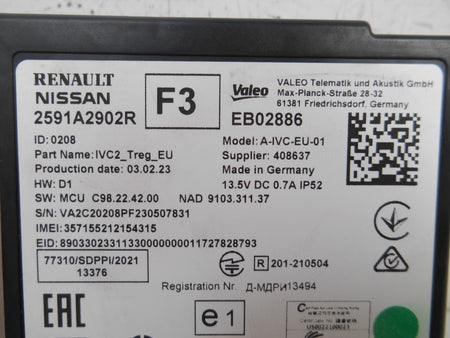 RENAULT
NISSAN
2591A2902R
F3
Valeo
EB02886
VALEO Telematik und Akustik GmbH
Max-Planck-Straße 28-32
61381 Friedrichsdorf, Germany
ID: 0208
Part Name: IVC2_Treg_EU
Production: 03.02.23
HW: D1
SW: MCU C98.22.42.00 NAD 9103.311.37
S/N: VA2C20208PF230507831
IMEI: 357155212154315
EID: 89033023311330000000011727828793
Model: A-IVC-EU-01
Supplier: 408637
Made in Germany
13.5V DC 0.7A IP52
77310/SDPPI/2021
13376
R 201-210504
Registration Nr. Д-МДРИ13494
EAC
e1